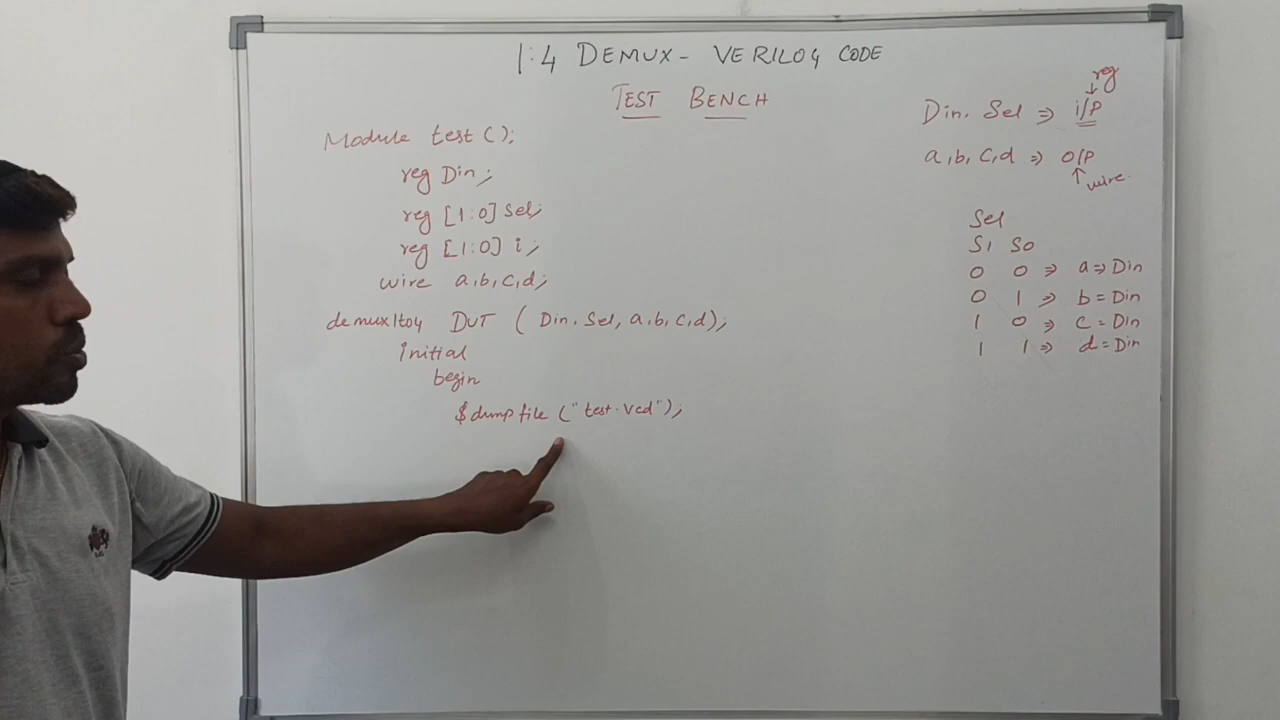 1:4 DEMUX - VERILOG CODE
TEST BENCH
Module test ();
reg Din;
reg [1:0] Sel;
reg [1:0] i;
wire a,b,c,d;
demux1to4 DUT ( Din, Sel, a,b,c,d);
initial
begin
$dumpfile ("test.vcd");
reg
Din, Sel => i/P
a,b,c,d => O/P
wire
Sel
S1 S0
0 0 => a => Din
0 1 => b = Din
1 0 => c = Din
1 1 => d = Din